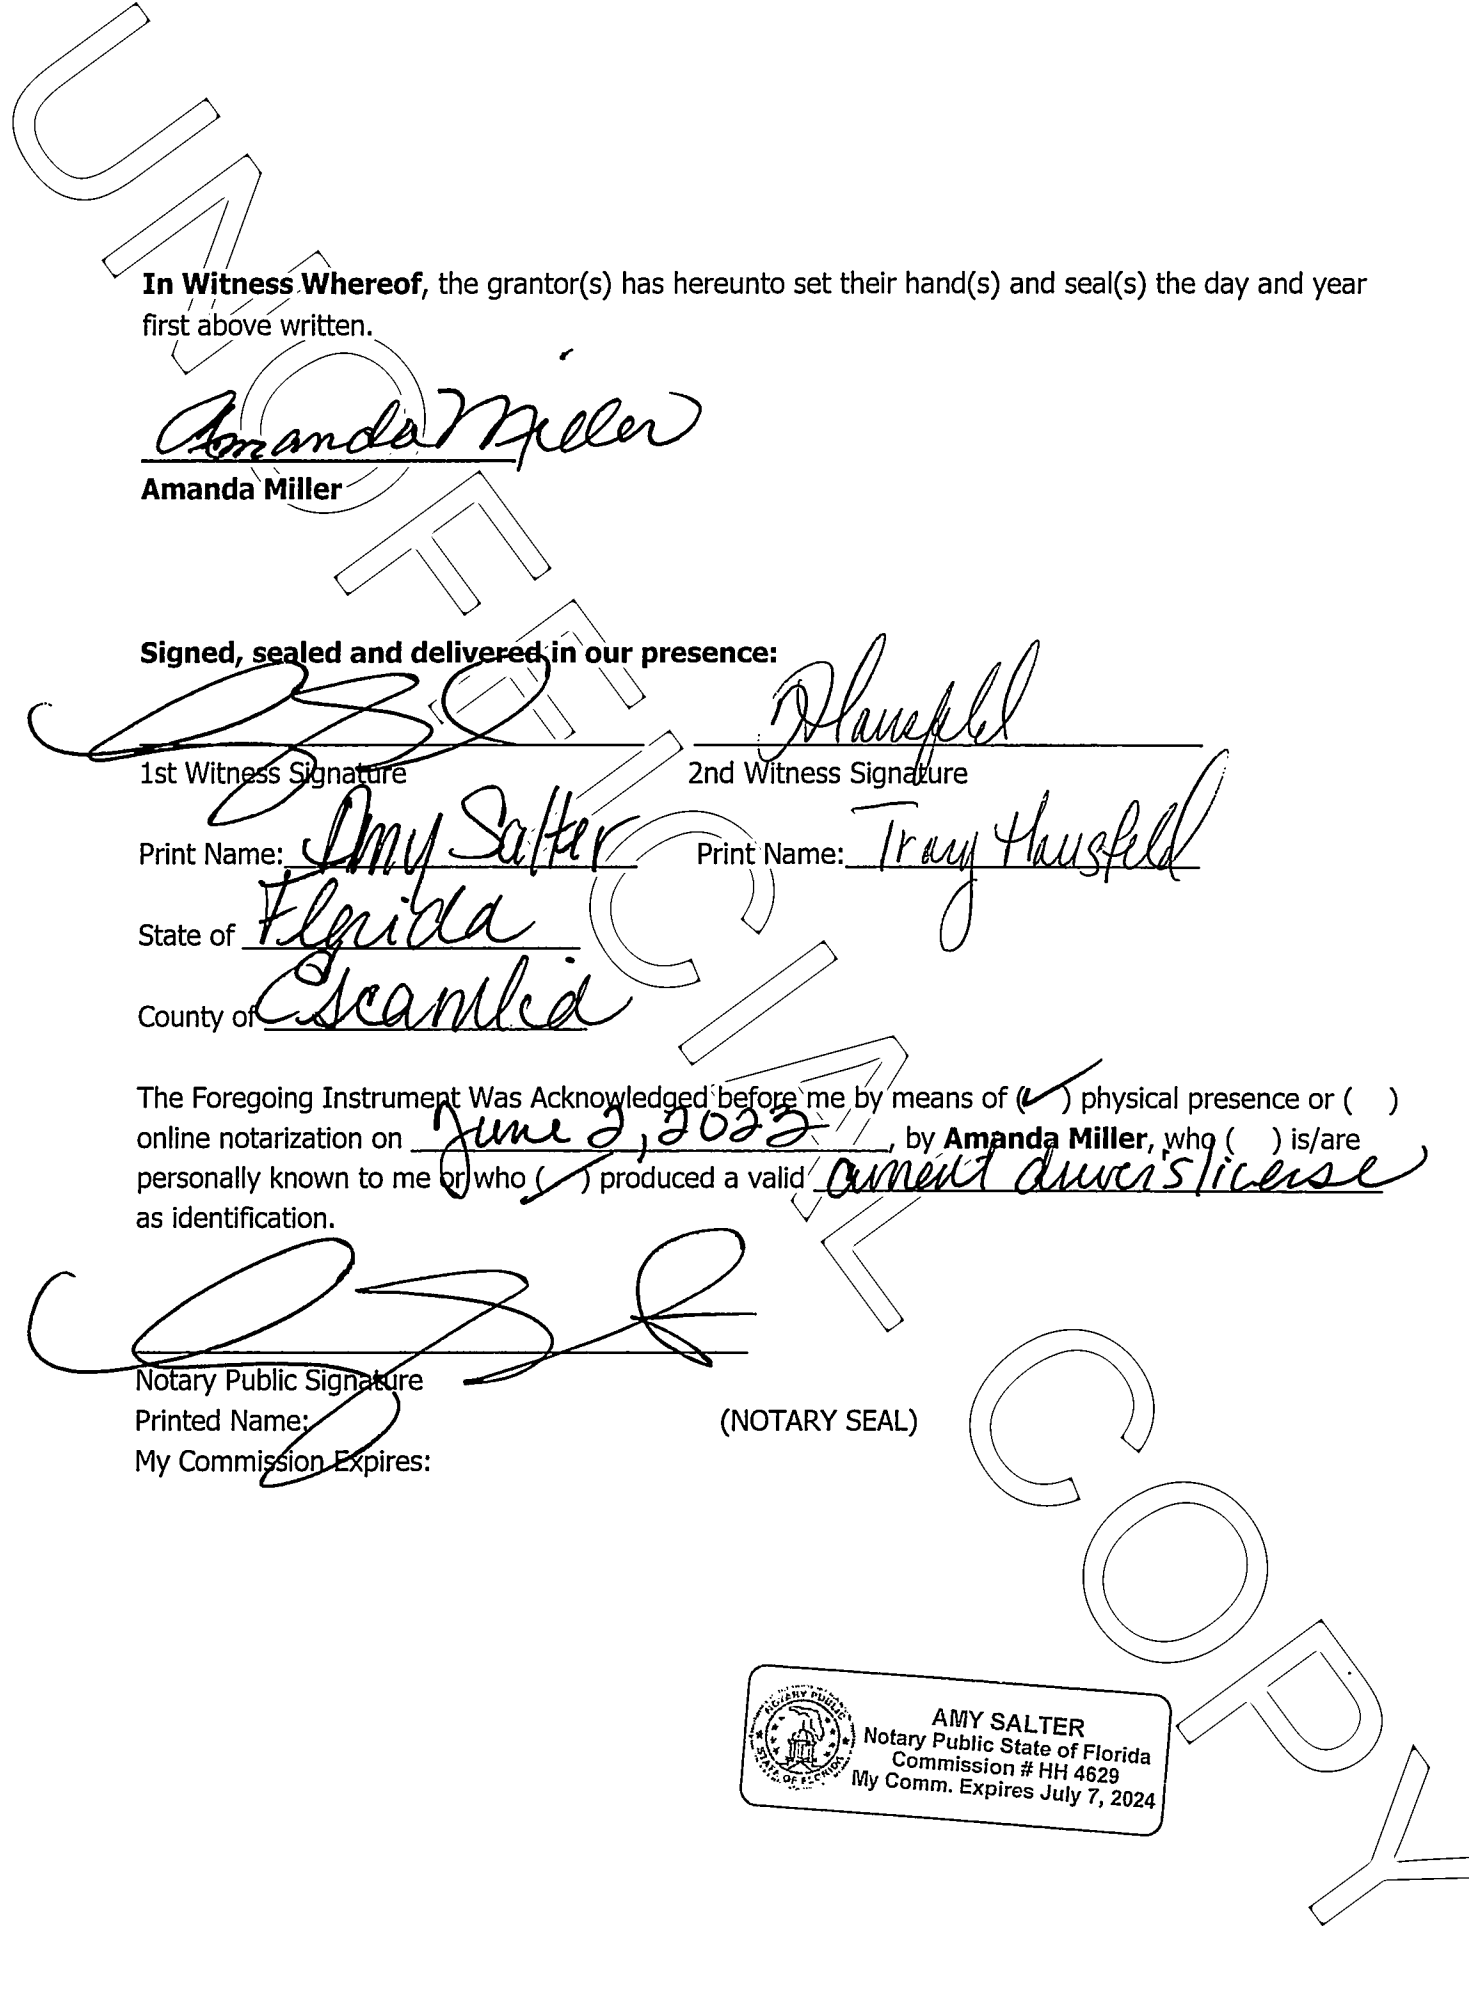 In Witness Whereof, the grantor(s) has hereunto set their hand(s) and seal(s) the day and year
first above written.
Amanda Miller
Amanda Miller
Signed, sealed and delivered in our presence:
1st Witness Signature 2nd Witness Signature
Print Name: Amy Salter Print Name: Tracy Hausfeld
State of Florida
County of Escambia
The Foregoing Instrument Was Acknowledged before me by means of (✓) physical presence or ( )
online notarization on June 2, 2023, by Amanda Miller, who ( ) is/are
personally known to me or who (✓) produced a valid current driver's license
as identification.
Notary Public Signature
Printed Name: (NOTARY SEAL)
My Commission Expires:
NOTARY PUBLIC
STATE OF FLORIDA
AMY SALTER
Notary Public State of Florida
Commission # HH 4629
My Comm. Expires July 7, 2024
UNOFFICIAL COPY